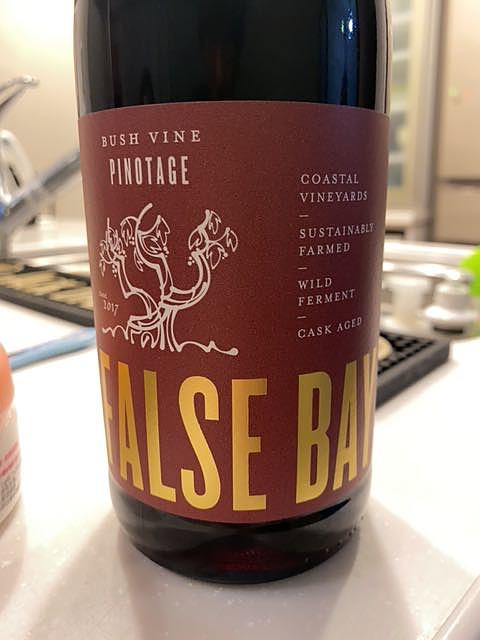 BUSH VINE
PINOTAGE
COASTAL
VINEYARDS
—
SUSTAINABLY
FARMED
—
WILD
FERMENT
—
CASK AGED
2017
FALSE BAY